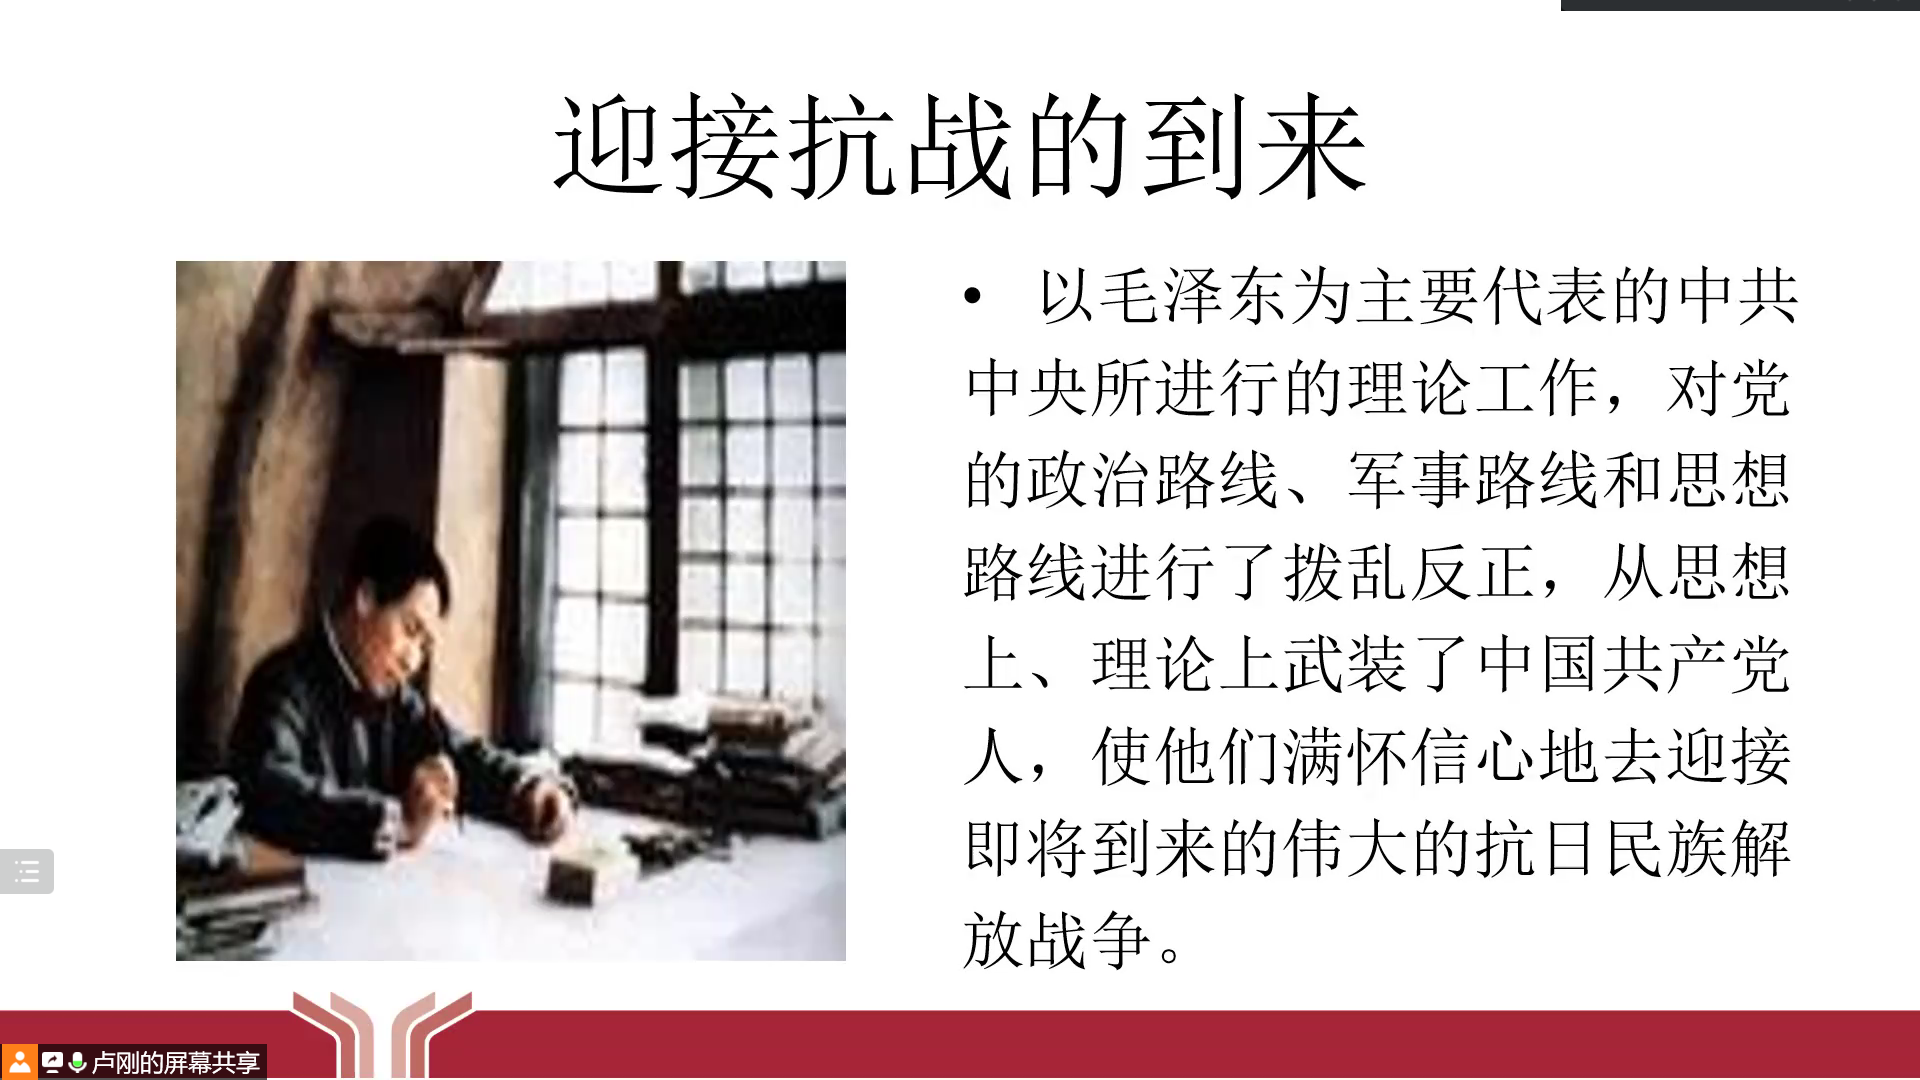 迎接抗战的到来
• 以毛泽东为主要代表的中共
中央所进行的理论工作，对党
的政治路线、军事路线和思想
路线进行了拨乱反正，从思想
上、理论上武装了中国共产党
人，使他们满怀信心地去迎接
即将到来的伟大的抗日民族解
放战争。
卢刚的屏幕共享